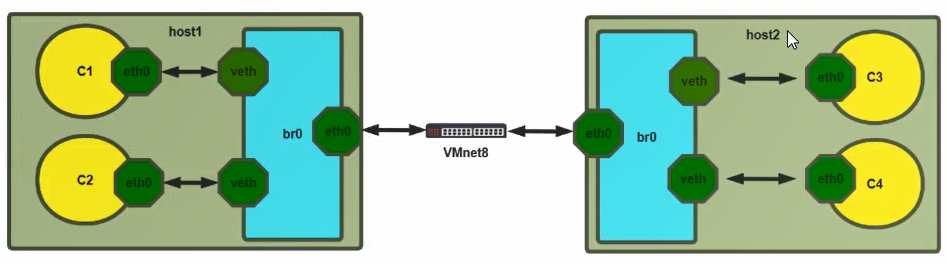 host1
C1
eth0
veth
br0
eth0
C2
eth0
veth
VMnet8
host2
eth0
br0
veth
eth0
C3
veth
eth0
C4